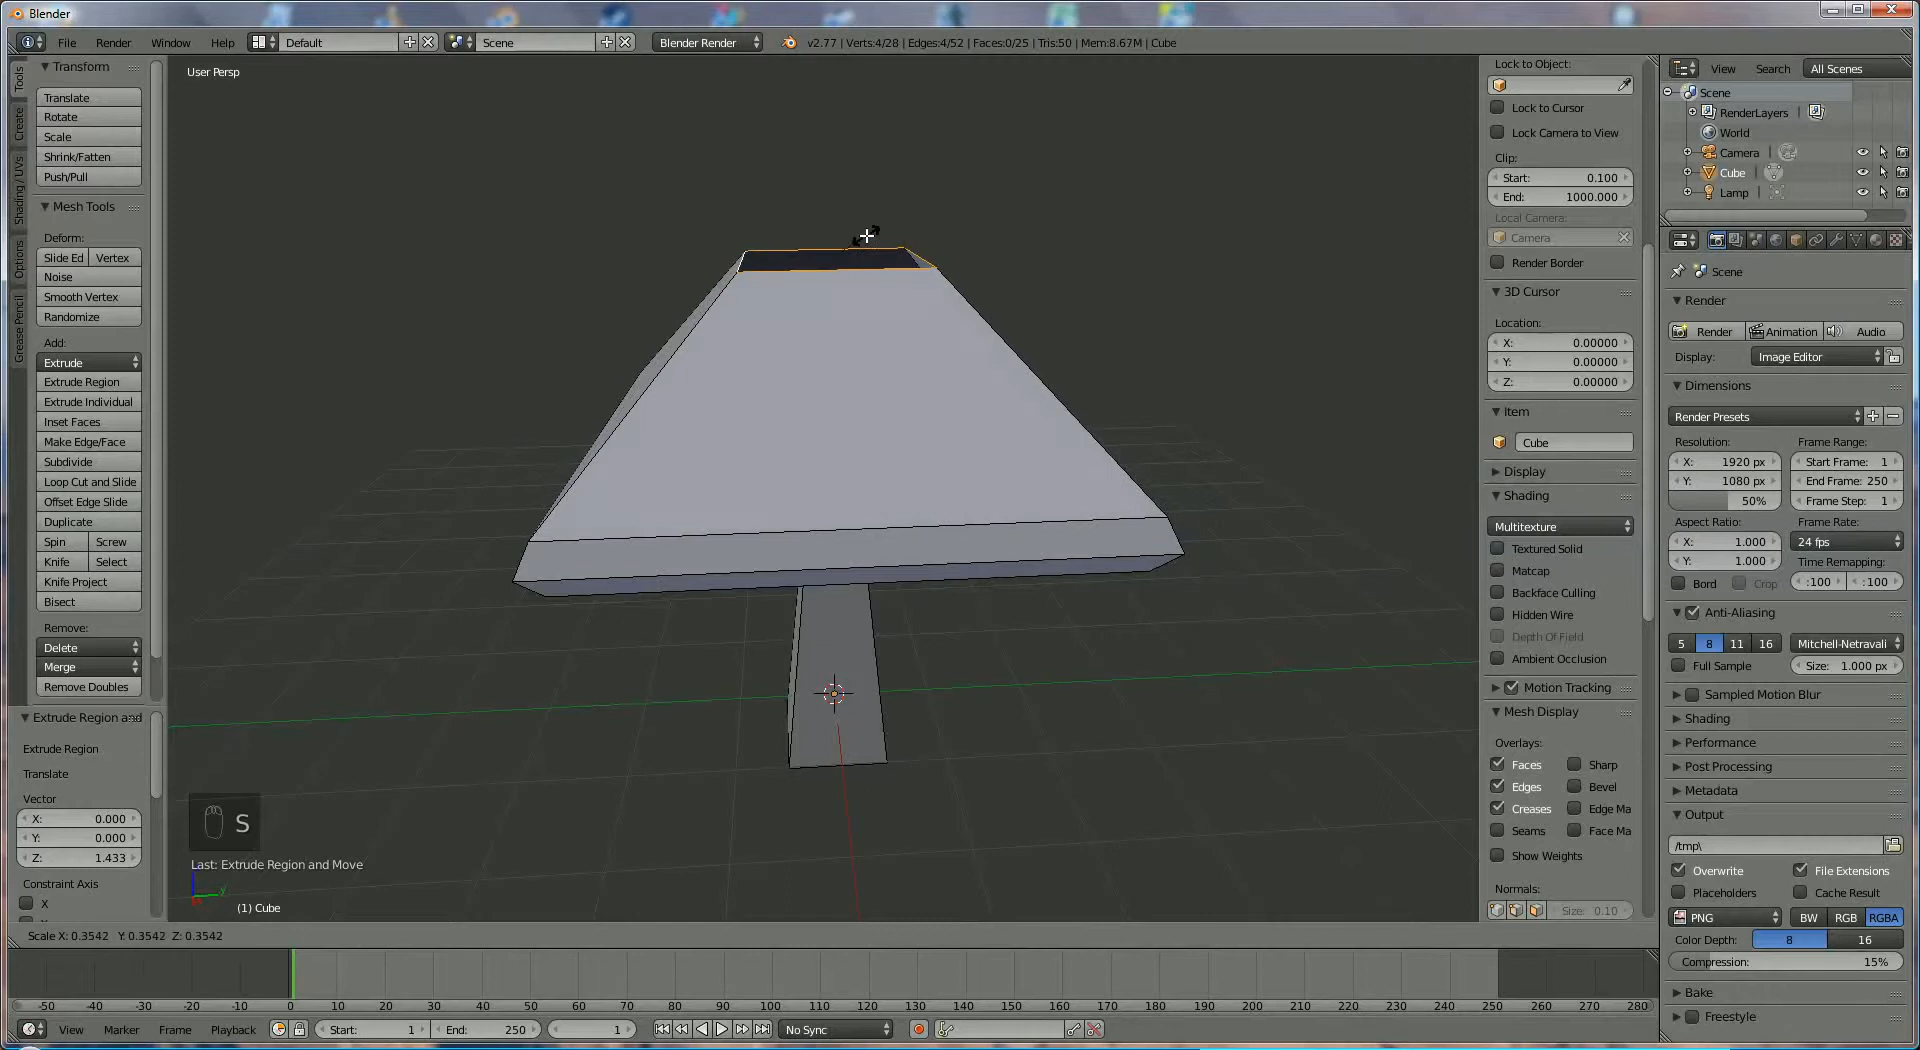 Blender
File Render Window Help Default Scene Blender Render v2.77 | Verts:4/28 | Edges:4/52 | Faces:0/25 | Tris:50 | Mem:8.67M | Cube
Tools
Create
Shading / UVs
Options
Grease Pencil
Transform
Translate
Rotate
Scale
Shrink/Fatten
Push/Pull
Mesh Tools
Deform:
Slide Ed Vertex
Noise
Smooth Vertex
Randomize
Add:
Extrude
Extrude Region
Extrude Individual
Inset Faces
Make Edge/Face
Subdivide
Loop Cut and Slide
Offset Edge Slide
Duplicate
Spin Screw
Knife Select
Knife Project
Bisect
Remove:
Delete
Merge
Remove Doubles
Extrude Region and
Extrude Region
Translate
Vector
X: 0.000
Y: 0.000
Z: 1.433
Constraint Axis
X
User Persp
S
Last: Extrude Region and Move
y
(1) Cube
Scale X: 0.3542 Y: 0.3542 Z: 0.3542
Lock to Object:
Lock to Cursor
Lock Camera to View
Clip:
Start: 0.100
End: 1000.000
Local Camera:
Camera
Render Border
3D Cursor
Location:
X: 0.00000
Y: 0.00000
Z: 0.00000
Item
Cube
Display
Shading
Multitexture
Textured Solid
Matcap
Backface Culling
Hidden Wire
Depth Of Field
Ambient Occlusion
Motion Tracking
Mesh Display
Overlays:
Faces Sharp
Edges Bevel
Creases Edge Ma
Seams Face Ma
Show Weights
Normals:
Size: 0.10
View Search All Scenes
Scene
RenderLayers
World
Camera
Cube
Lamp
Scene
Render
Render Animation Audio
Display: Image Editor
Dimensions
Render Presets
Resolution: Frame Range:
X: 1920 px Start Frame: 1
Y: 1080 px End Frame: 250
50% Frame Step: 1
Aspect Ratio: Frame Rate:
X: 1.000 24 fps
Y: 1.000 Time Remapping:
Bord Crop :100 :100
Anti-Aliasing
5 8 11 16 Mitchell-Netravali
Full Sample Size: 1.000 px
Sampled Motion Blur
Shading
Performance
Post Processing
Metadata
Output
/tmp\
Overwrite File Extensions
Placeholders Cache Result
PNG BW RGB RGBA
Color Depth: 8 16
Compression: 15%
Bake
Freestyle
-50 -40 -30 -20 -10 0 10 20 30 40 50 60 70 80 90 100 110 120 130 140 150 160 170 180 190 200 210 220 230 240 250 260 270 280
View Marker Frame Playback Start: 1 End: 250 1 No Sync